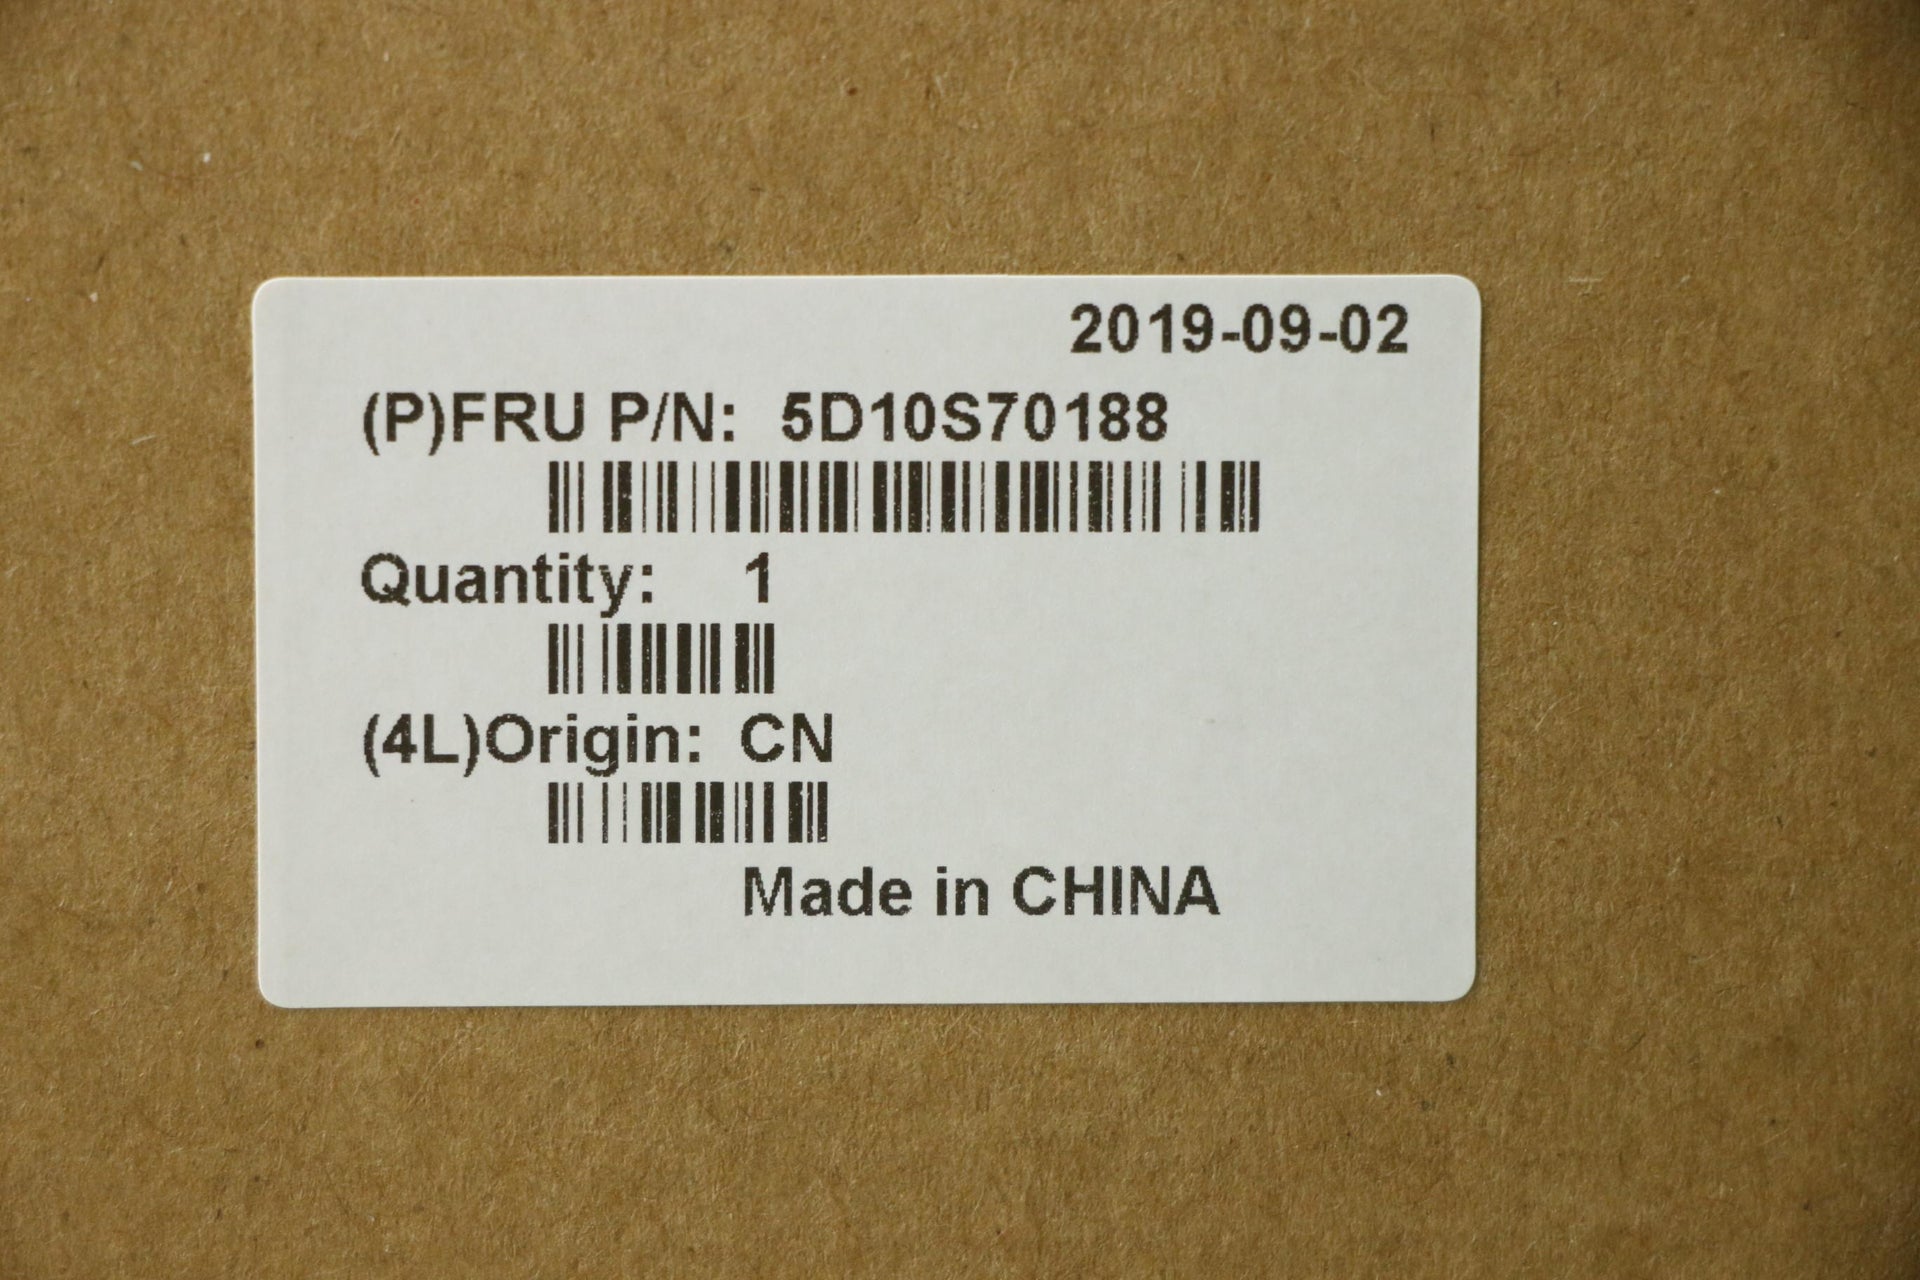 2019-09-02
(P)FRU P/N: 5D10S70188
Quantity: 1
(4L)Origin: CN
Made in CHINA